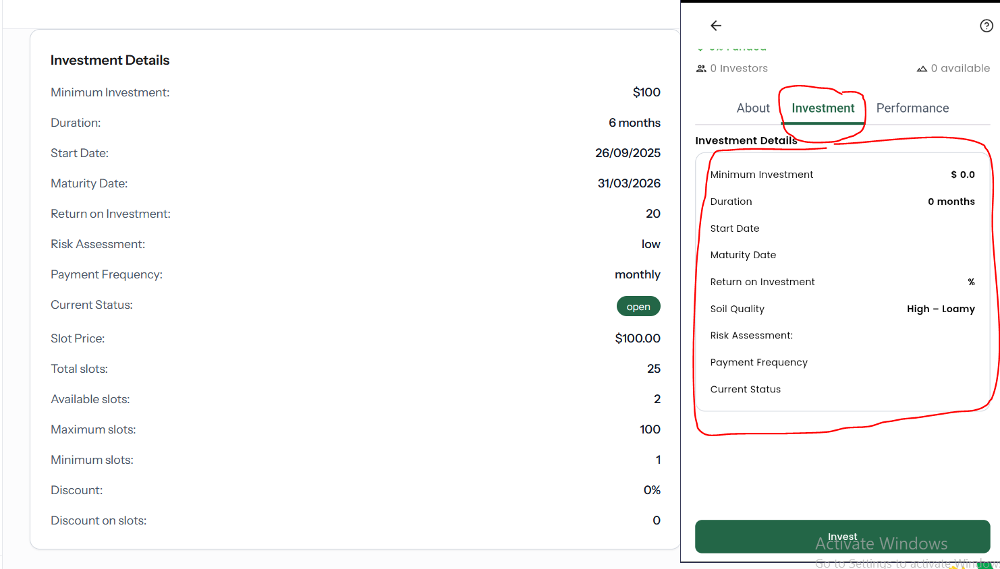 Investment Details
Minimum Investment: $100
Duration: 6 months
Start Date: 26/09/2025
Maturity Date: 31/03/2026
Return on Investment: 20
Risk Assessment: low
Payment Frequency: monthly
Current Status: open
Slot Price: $100.00
Total slots: 25
Available slots: 2
Maximum slots: 100
Minimum slots: 1
Discount: 0%
Discount on slots: 0
0 Investors 0 available
About Investment Performance
Investment Details
Minimum Investment $ 0.0
Duration 0 months
Start Date
Maturity Date
Return on Investment %
Soil Quality High – Loamy
Risk Assessment:
Payment Frequency
Current Status
Invest
Activate Windows
Go to Settings to activate Windows